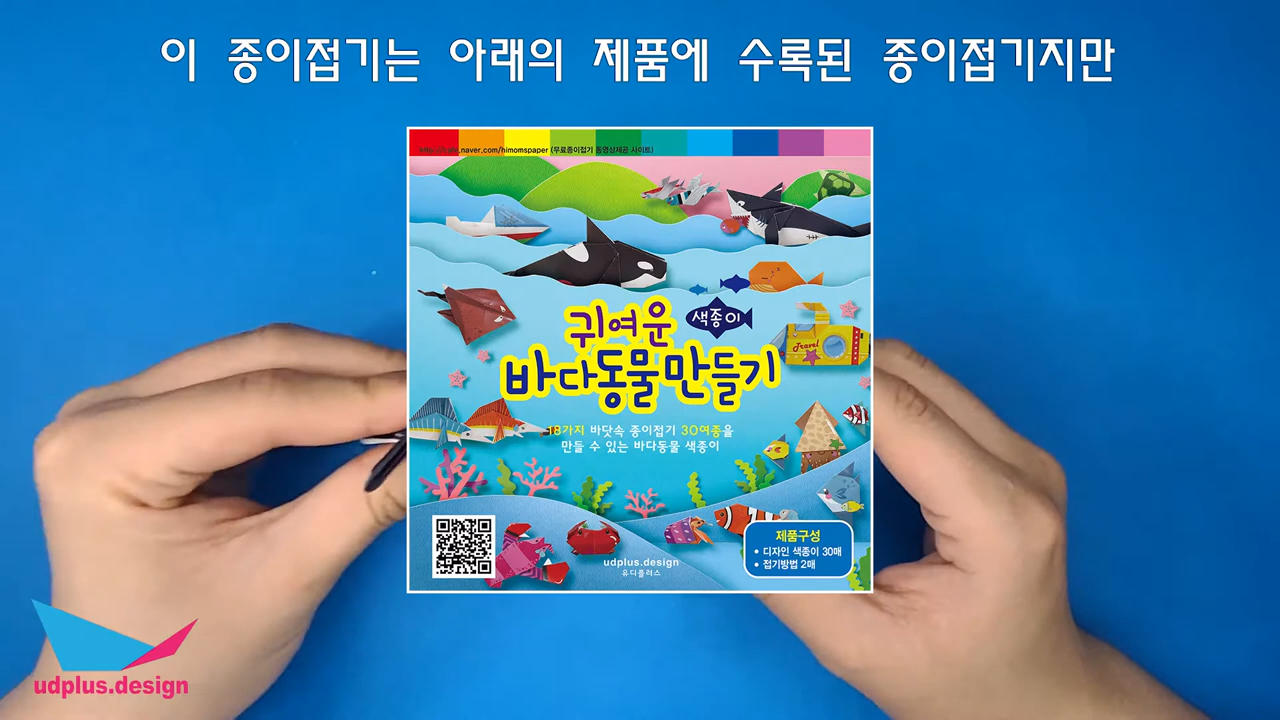 이 종이접기는 아래의 제품에 수록된 종이접기지만
naver.com/himomspaper (무료종이접기 동영상제공 사이트)
귀여운 색종이
바다동물만들기
Travel
18가지 바닷속 종이접기 30여종을
만들 수 있는 바다동물 색종이
제품구성
• 디자인 색종이 30매
• 접기방법 2매
udplus.design
유디플러스
udplus.design